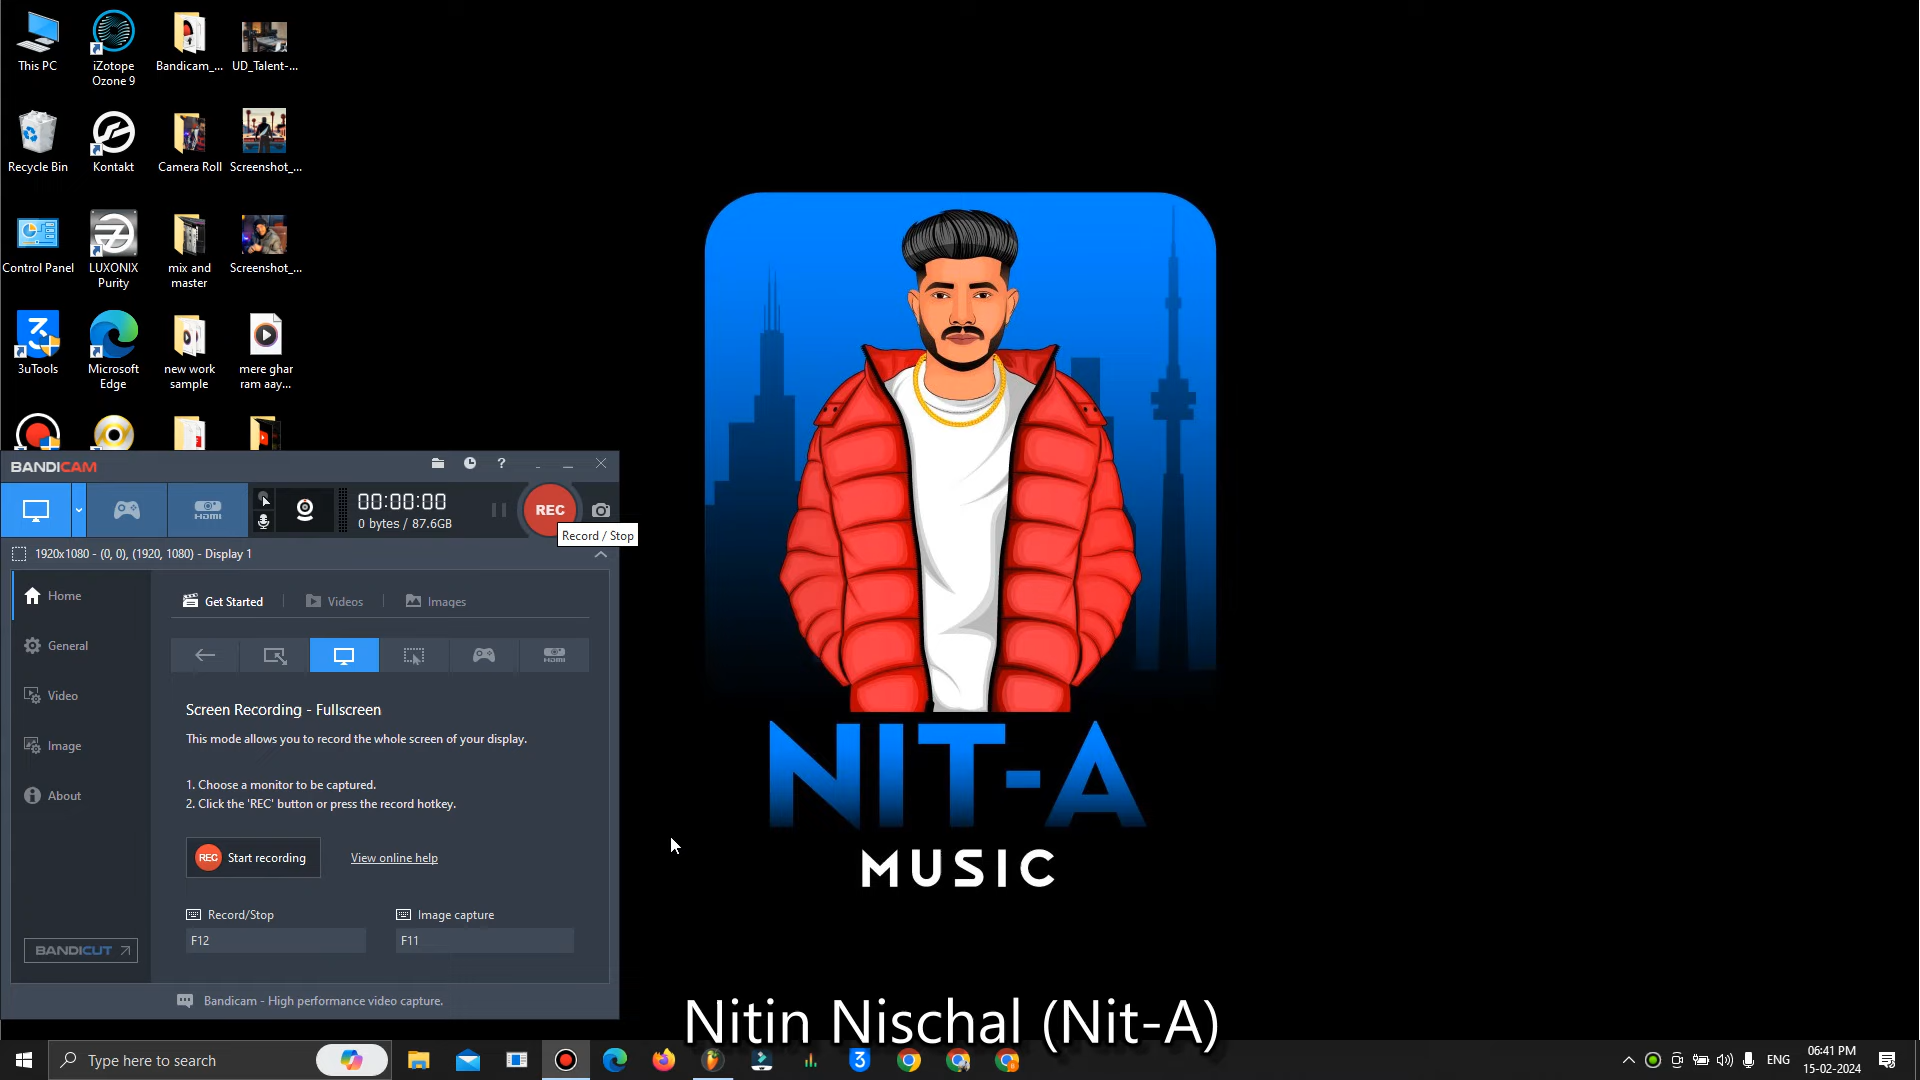 This PC
iZotope
Ozone 9
Bandicam_...
UD_Talent-...
Recycle Bin
Kontakt
Camera Roll
Screenshot_...
Control Panel
LUXONIX
Purity
mix and
master
Screenshot_...
3uTools
Microsoft
Edge
new work
sample
mere ghar
ram aay...
BANDICAM
?
HDMI
00:00:00
0 bytes / 87.6GB
REC
Record / Stop
1920x1080 - (0, 0), (1920, 1080) - Display 1
Home
General
Video
Image
About
BANDICUT
Get Started
Videos
Images
HDMI
Screen Recording - Fullscreen
This mode allows you to record the whole screen of your display.
1. Choose a monitor to be captured.
2. Click the 'REC' button or press the record hotkey.
REC
Start recording
View online help
Record/Stop
Image capture
F12
F11
Bandicam - High performance video capture.
NIT-A
MUSIC
Nitin Nischal (Nit-A)
Type here to search
ENG
06:41 PM
15-02-2024